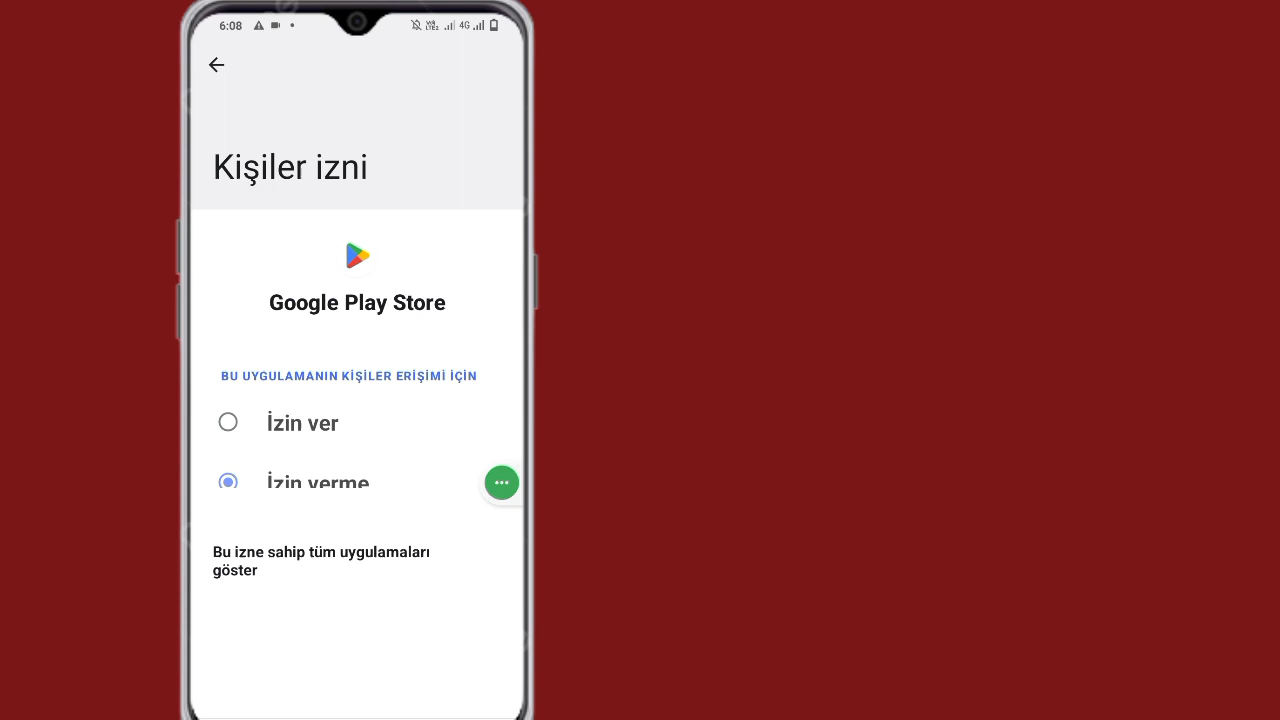 6:08
4G
Kişiler izni
Google Play Store
BU UYGULAMANIN KİŞİLER ERİŞİMİ İÇİN
İzin ver
İzin verme
Bu izne sahip tüm uygulamaları
göster